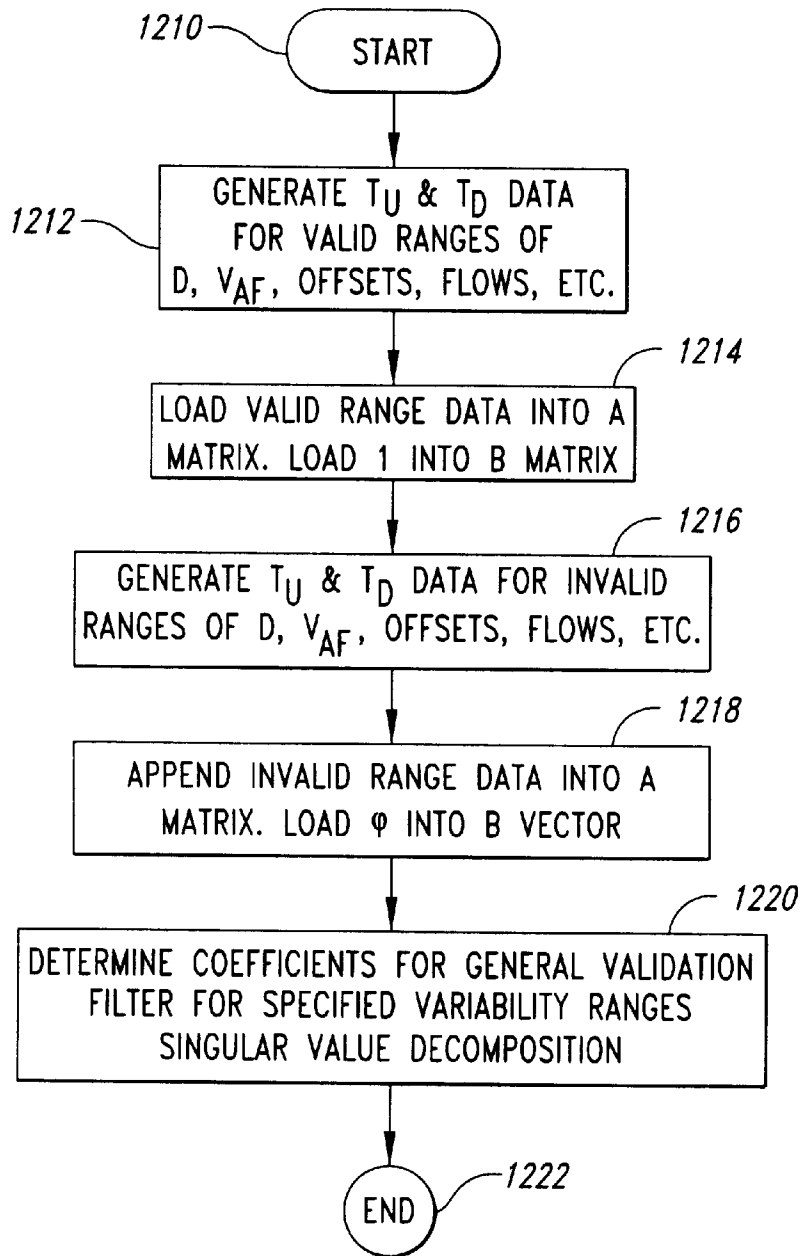 1210
START
1212
GENERATE TU & TD DATA
FOR VALID RANGES OF
D, VAF, OFFSETS, FLOWS, ETC.
1214
LOAD VALID RANGE DATA INTO A
MATRIX. LOAD 1 INTO B MATRIX
1216
GENERATE TU & TD DATA FOR INVALID
RANGES OF D, VAF, OFFSETS, FLOWS, ETC.
1218
APPEND INVALID RANGE DATA INTO A
MATRIX. LOAD φ INTO B VECTOR
1220
DETERMINE COEFFICIENTS FOR GENERAL VALIDATION
FILTER FOR SPECIFIED VARIABILITY RANGES
SINGULAR VALUE DECOMPOSITION
END
1222